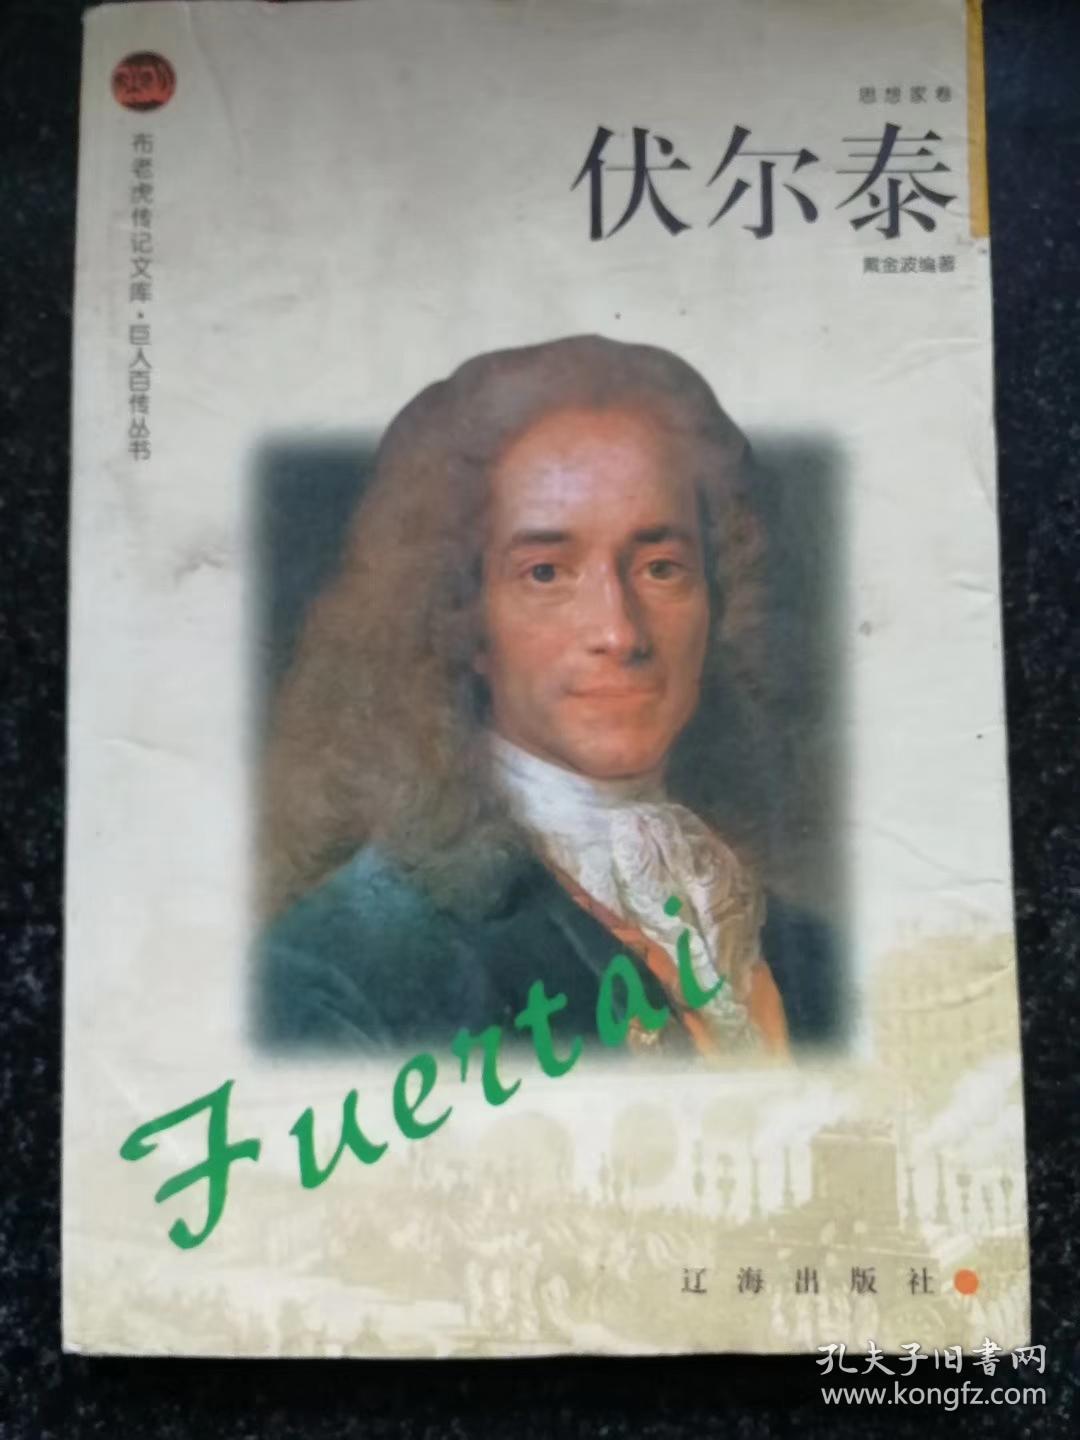 思想家卷
伏尔泰
戴金波编著
布老虎传记文库·巨人百传丛书
Fuertai
辽海出版社
孔夫子旧書网
www.kongfz.com